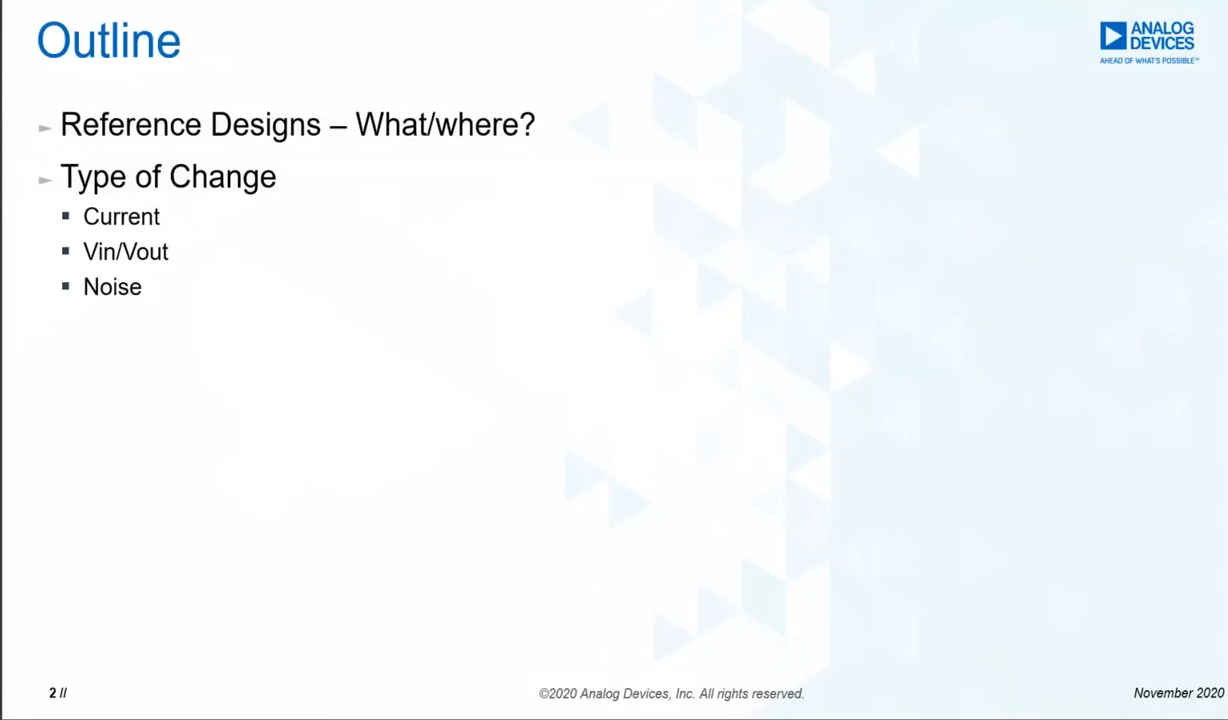 Outline
ANALOG
DEVICES
AHEAD OF WHAT'S POSSIBLE™
Reference Designs – What/where?
Type of Change
Current
Vin/Vout
Noise
2 //
©2020 Analog Devices, Inc. All rights reserved.
November 2020